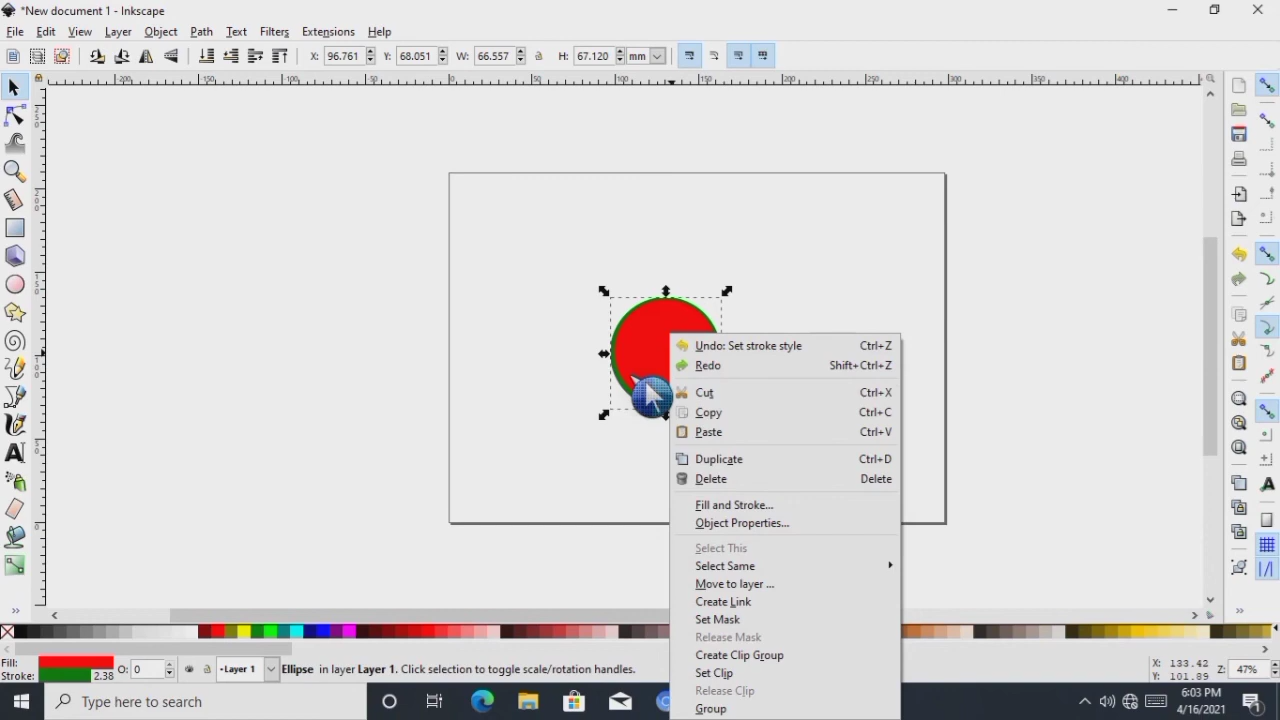 *New document 1 - Inkscape
File Edit View Layer Object Path Text Filters Extensions Help
X: 96.761 Y: 68.051 W: 66.557 H: 67.120 mm
Undo: Set stroke style Ctrl+Z
Redo Shift+Ctrl+Z
Cut Ctrl+X
Copy Ctrl+C
Paste Ctrl+V
Duplicate Ctrl+D
Delete Delete
Fill and Stroke...
Object Properties...
Select This
Select Same
Move to layer ...
Create Link
Set Mask
Release Mask
Create Clip Group
Set Clip
Release Clip
Group
Fill:
Stroke: 2.38
O: 0
Layer 1
Ellipse in layer Layer 1. Click selection to toggle scale/rotation handles.
X: 133.42
Y: 101.89
Z: 47%
Type here to search
6:03 PM
4/16/2021